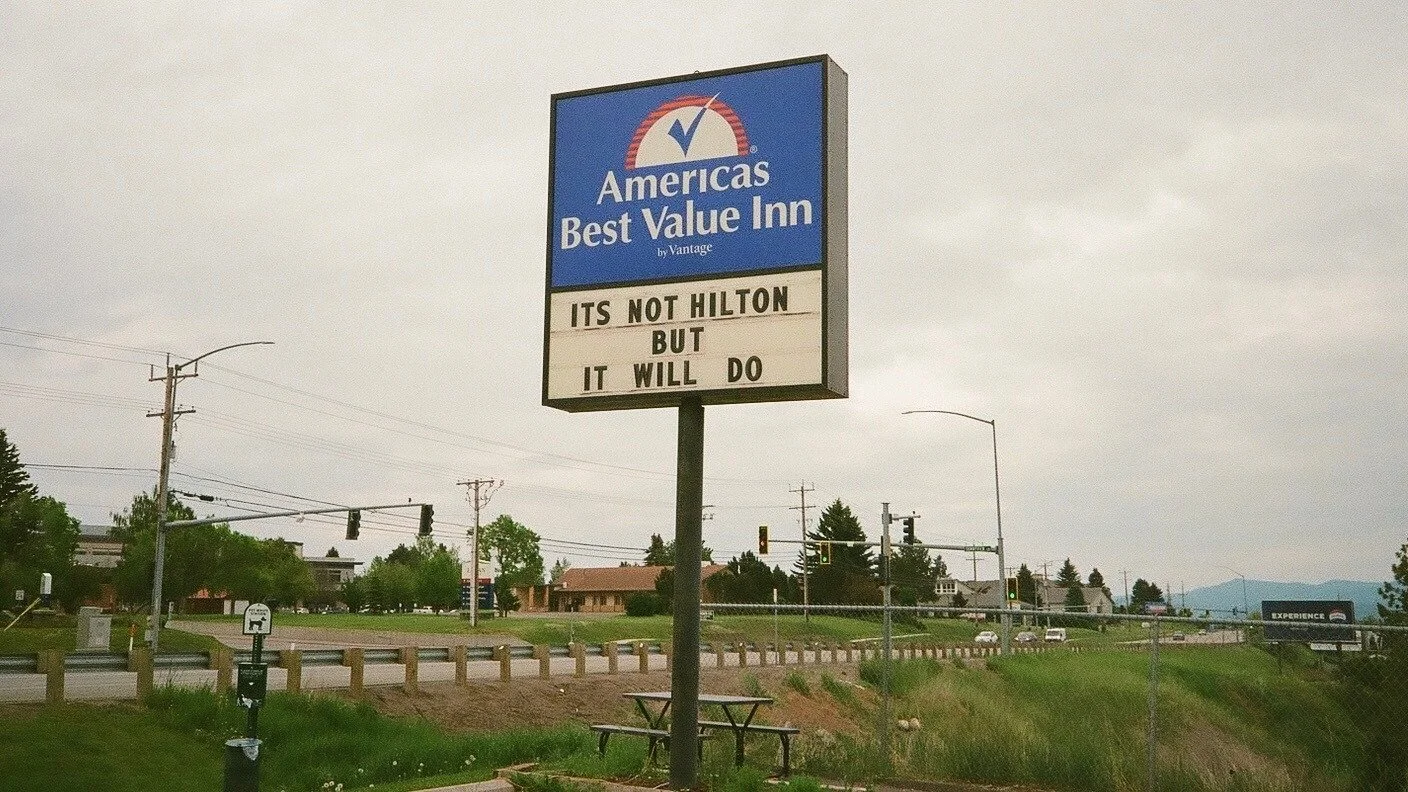 Americas
Best Value Inn
by Vantage
ITS NOT HILTON
BUT
IT WILL DO
EXPERIENCE